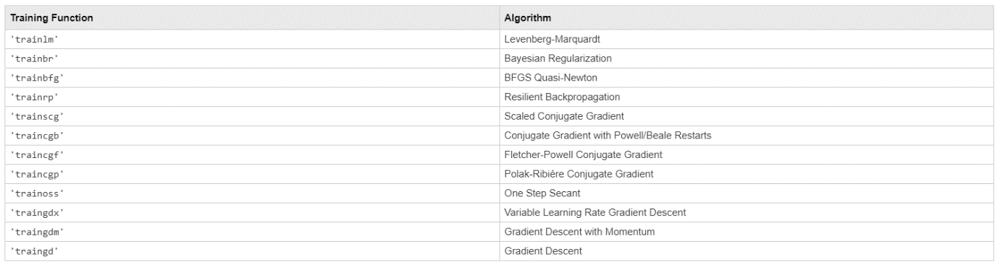 Training Function Algorithm
'trainlm' Levenberg-Marquardt
'trainbr' Bayesian Regularization
'trainbfg' BFGS Quasi-Newton
'trainrp' Resilient Backpropagation
'trainscg' Scaled Conjugate Gradient
'traincgb' Conjugate Gradient with Powell/Beale Restarts
'traincgf' Fletcher-Powell Conjugate Gradient
'traincgp' Polak-Ribiére Conjugate Gradient
'trainoss' One Step Secant
'traingdx' Variable Learning Rate Gradient Descent
'traingdm' Gradient Descent with Momentum
'traingd' Gradient Descent